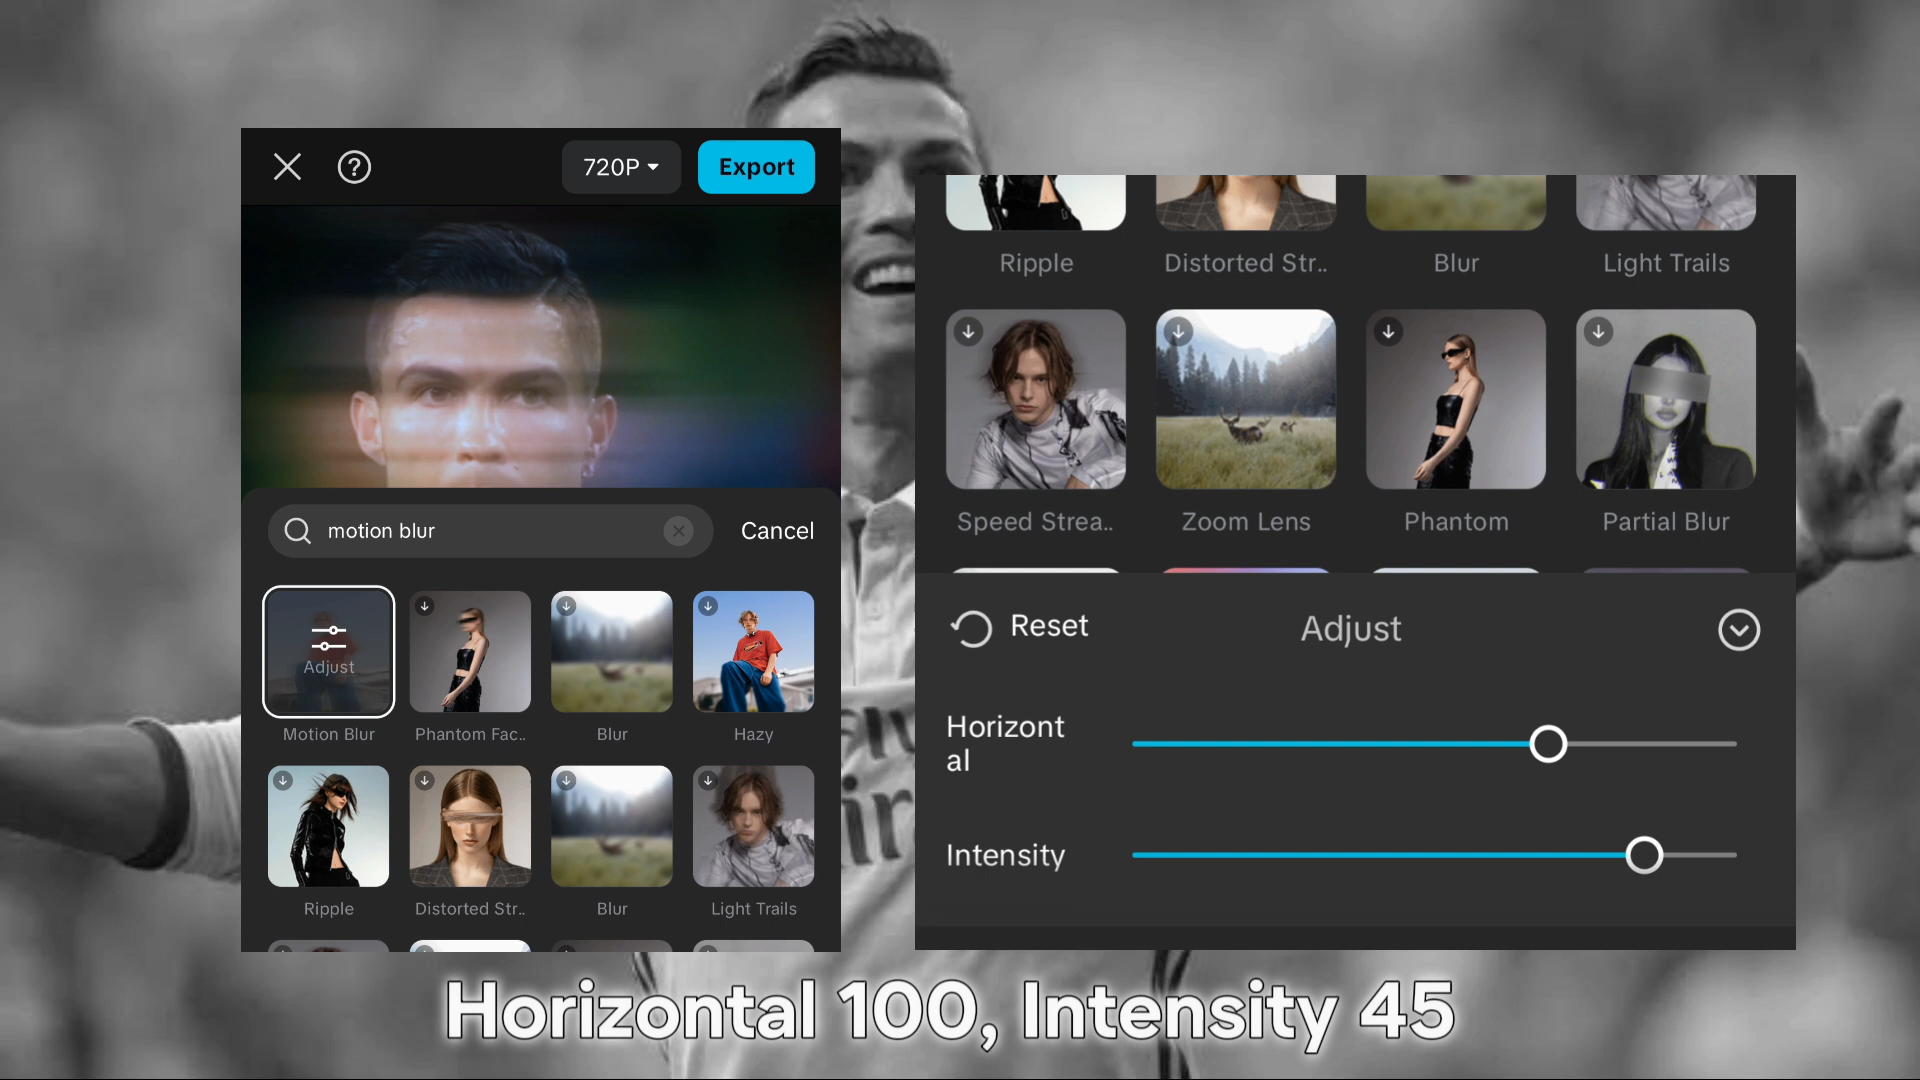 720P
Export
motion blur
Cancel
Adjust
Motion Blur
Phantom Fac..
Blur
Hazy
Ripple
Distorted Str..
Blur
Light Trails
Ripple
Distorted Str..
Blur
Light Trails
Speed Strea..
Zoom Lens
Phantom
Partial Blur
Reset
Adjust
Horizont
al
Intensity
Horizontal 100, Intensity 45